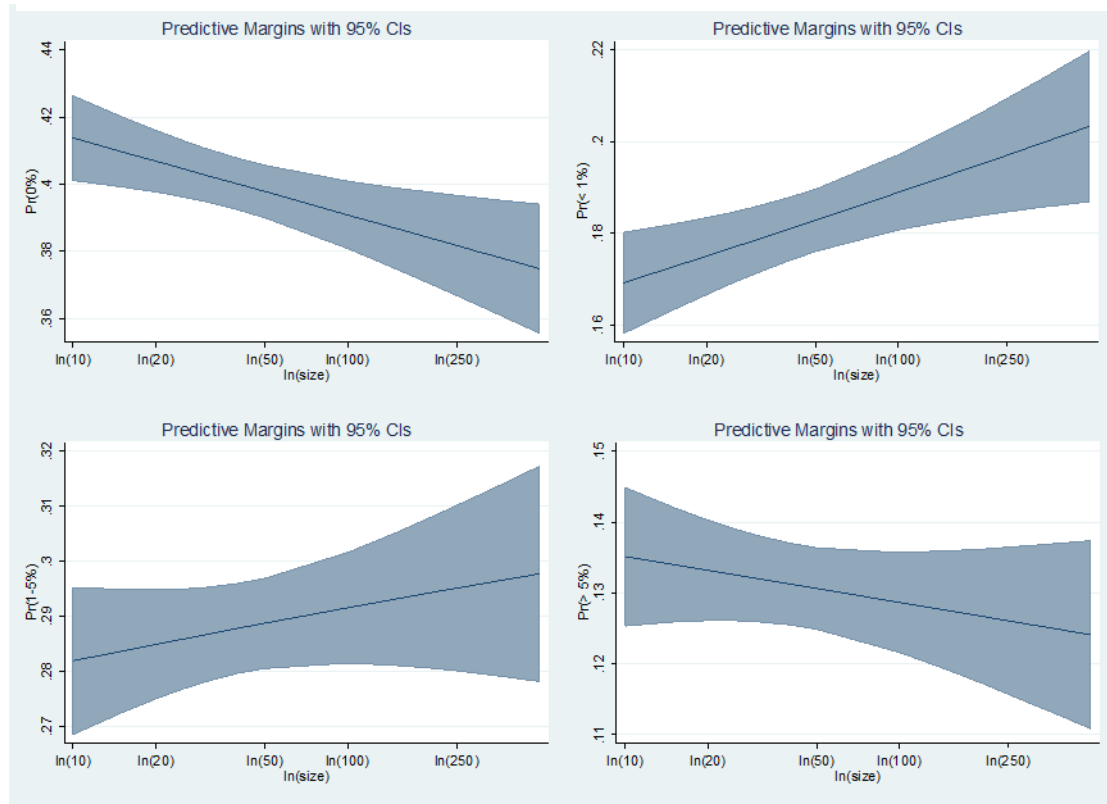 Predictive Margins with 95% CIs
.44
.42
.4
.38
.36
Pr(0%)
ln(10) ln(20) ln(50) ln(100) ln(250)
ln(size)
Predictive Margins with 95% CIs
.22
.2
.18
.16
Pr(< 1%)
ln(10) ln(20) ln(50) ln(100) ln(250)
ln(size)
Predictive Margins with 95% CIs
.32
.31
.3
.29
.28
.27
Pr(1-5%)
ln(10) ln(20) ln(50) ln(100) ln(250)
ln(size)
Predictive Margins with 95% CIs
.15
.14
.13
.12
.11
Pr(> 5%)
ln(10) ln(20) ln(50) ln(100) ln(250)
ln(size)